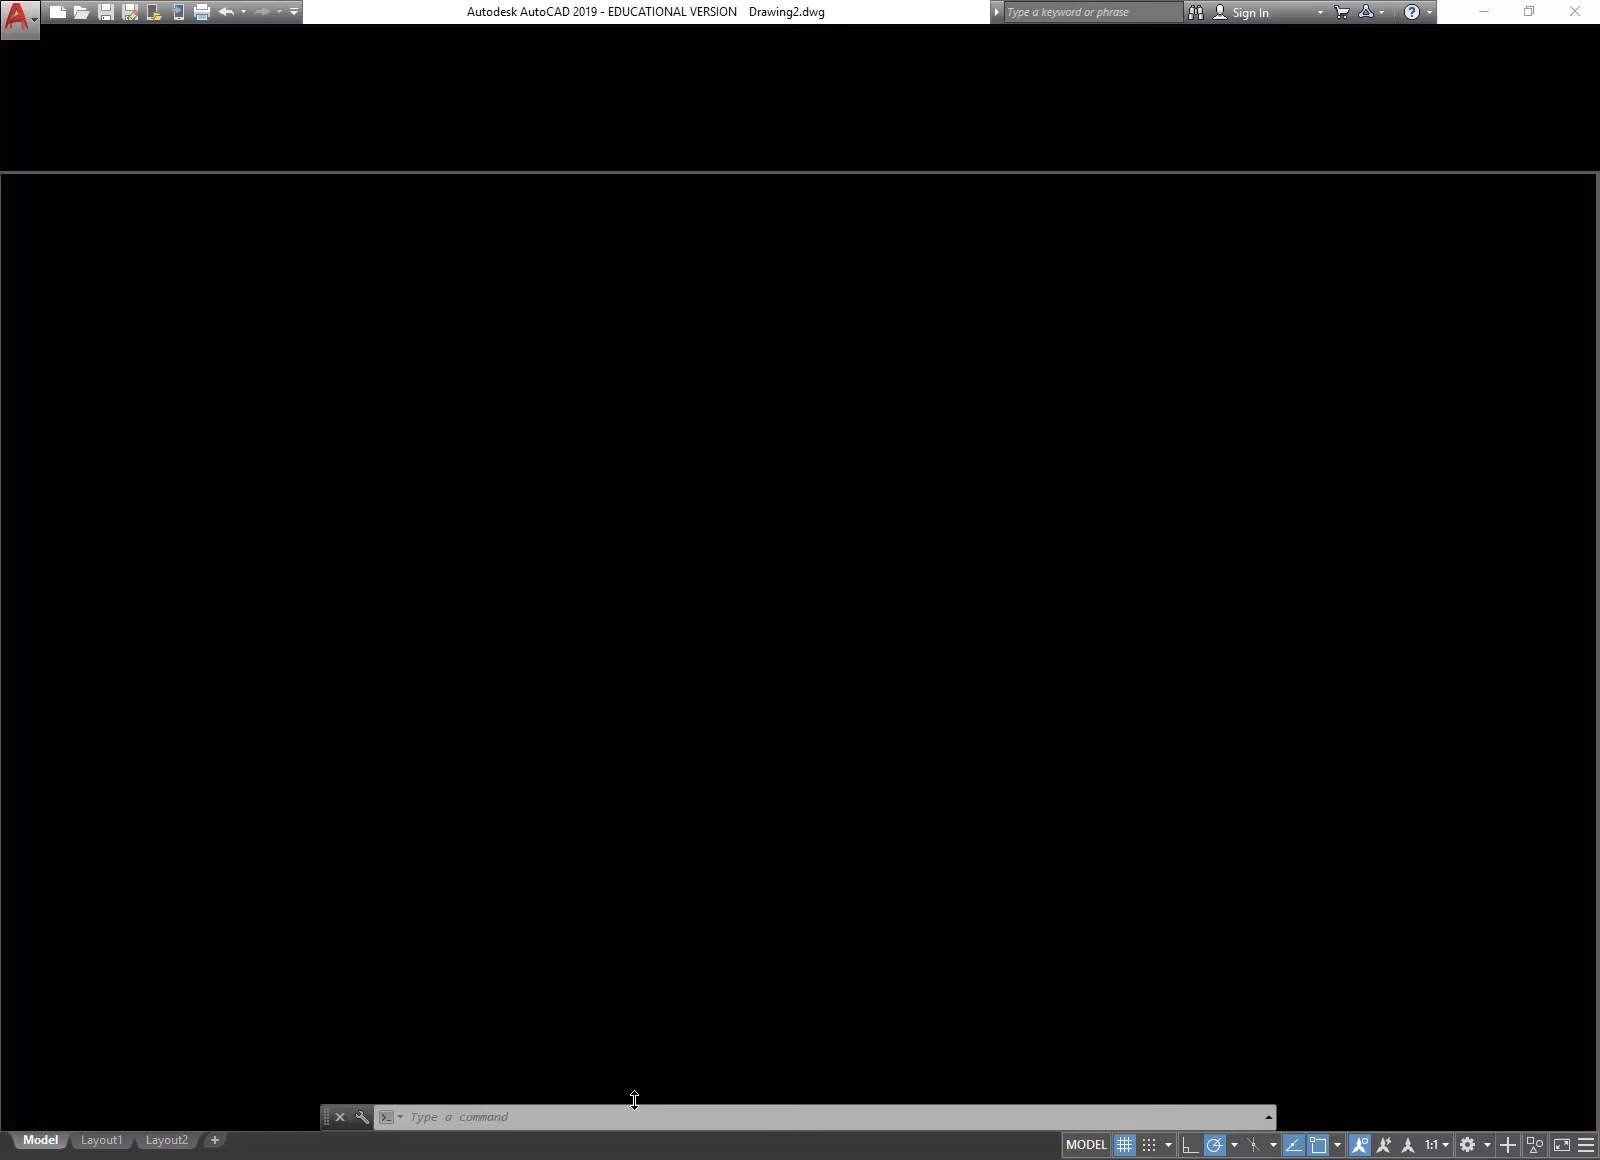 Autodesk AutoCAD 2019 - EDUCATIONAL VERSION Drawing2.dwg
Type a keyword or phrase
Sign In
Type a command
Model Layout1 Layout2 +
MODEL 1:1